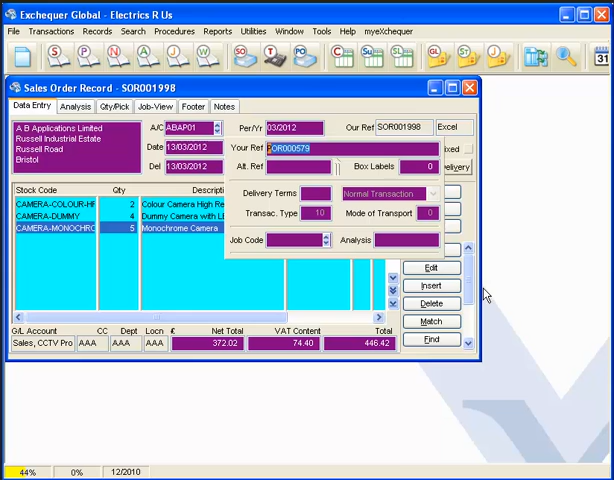 Exchequer Global - Electrics R Us
File Transactions Records Search Procedures Reports Utilities Window Tools Help myeXchequer
Sales Order Record - SOR001998
Data Entry Analysis Qty/Pick Job-View Footer Notes
A B Applications Limited
Russell Industrial Estate
Russell Road
Bristol
A/C ABAP01
Date 13/03/2012
Del 13/03/2012
Per/Yr 03/2012 Our Ref SOR001998 Excel
Your Ref POR000579
Alt. Ref Box Labels 0
Delivery Terms Normal Transaction
Transac. Type 10 Mode of Transport 0
Job Code Analysis
Stock Code Qty Descripti
CAMERA-COLOUR-HF 2 Colour Camera High Re
CAMERA-DUMMY 4 Dummy Camera with LE
CAMERA-MONOCHRO 5 Monochrome Camera
Edit
Insert
Delete
Match
Find
G/L Account CC Dept Locn £ Net Total VAT Content Total
Sales, CCTV Pro AAA AAA AAA 372.02 74.40 446.42
44% 0% 12/2010